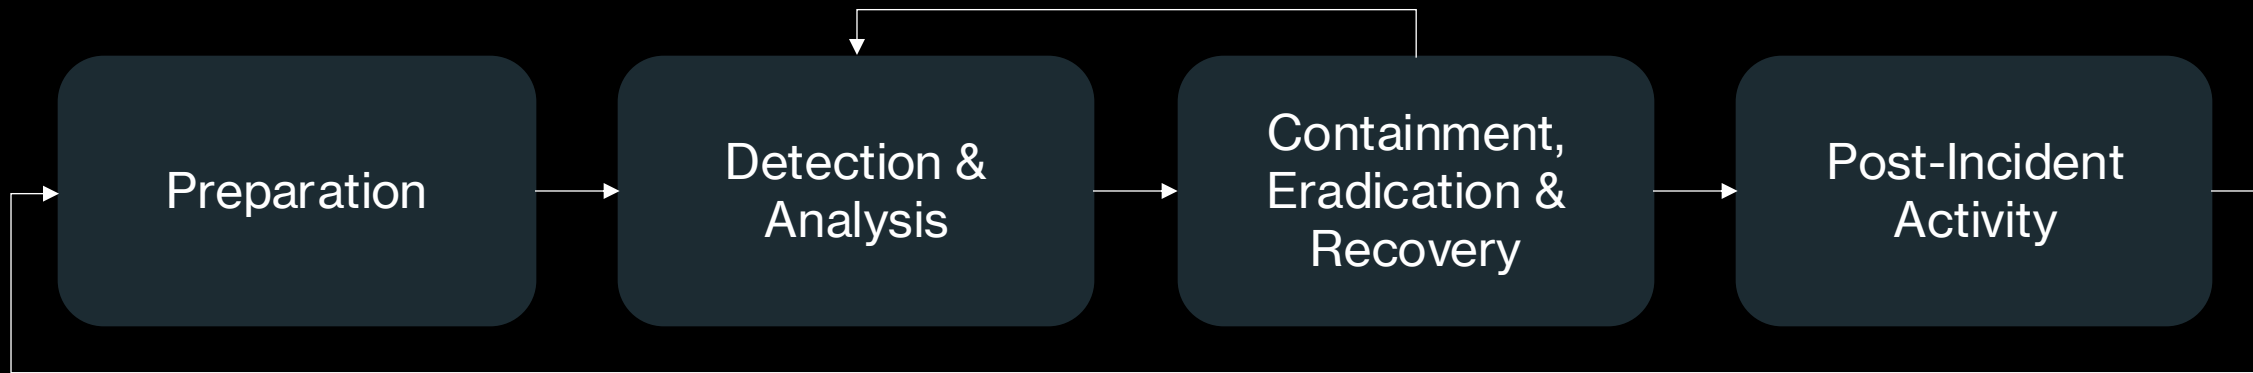 Preparation
Detection &
Analysis
Containment,
Eradication &
Recovery
Post-Incident
Activity